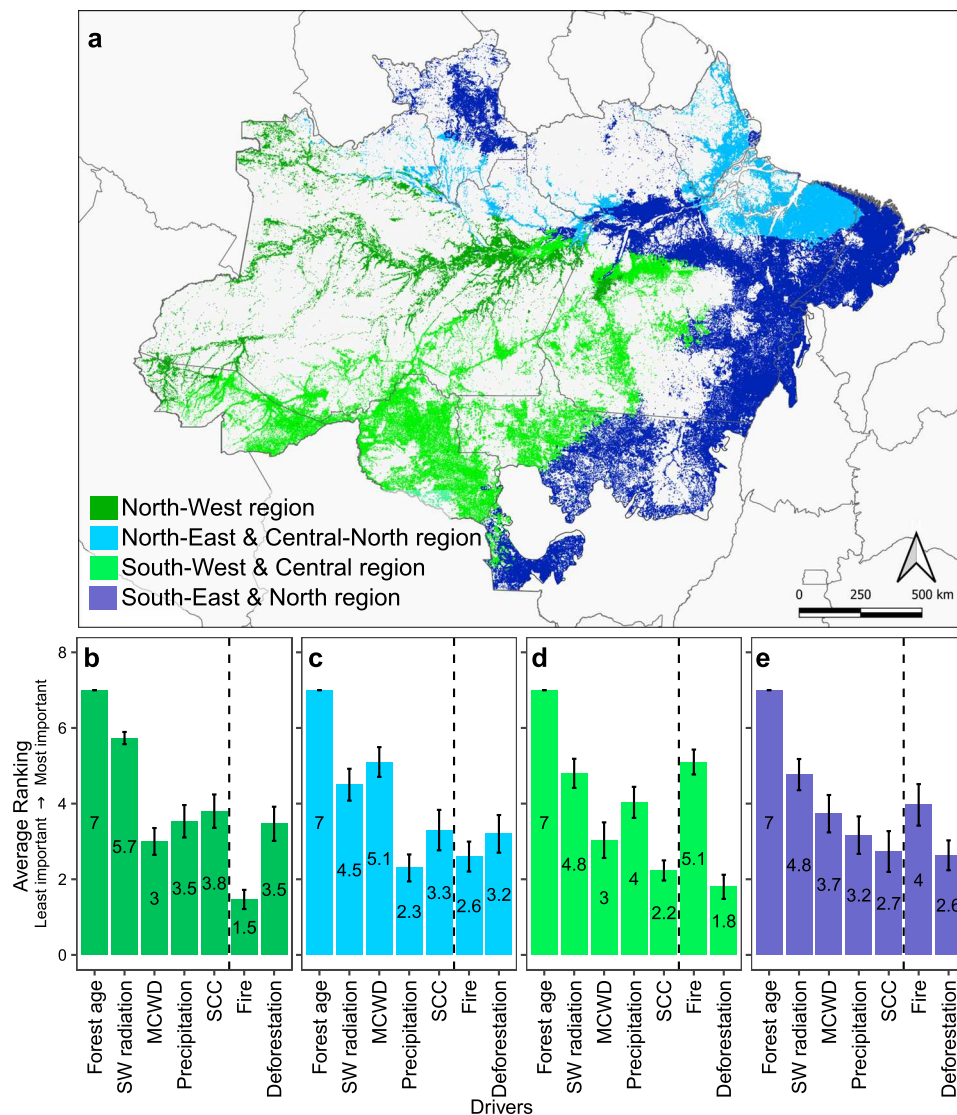 a
North-West region
North-East & Central-North region
South-West & Central region
South-East & North region
0 250 500 km
Average Ranking
Least important → Most important
8
6
4
2
0
b
7
5.7
3
3.5
3.8
1.5
3.5
c
7
4.5
5.1
2.3
3.3
2.6
3.2
d
7
4.8
3
4
2.2
5.1
1.8
e
7
4.8
3.7
3.2
2.7
4
2.6
Forest age
SW radiation
MCWD
Precipitation
SCC
Fire
Deforestation
Forest age
SW radiation
MCWD
Precipitation
SCC
Fire
Deforestation
Forest age
SW radiation
MCWD
Precipitation
SCC
Fire
Deforestation
Forest age
SW radiation
MCWD
Precipitation
SCC
Fire
Deforestation
Drivers